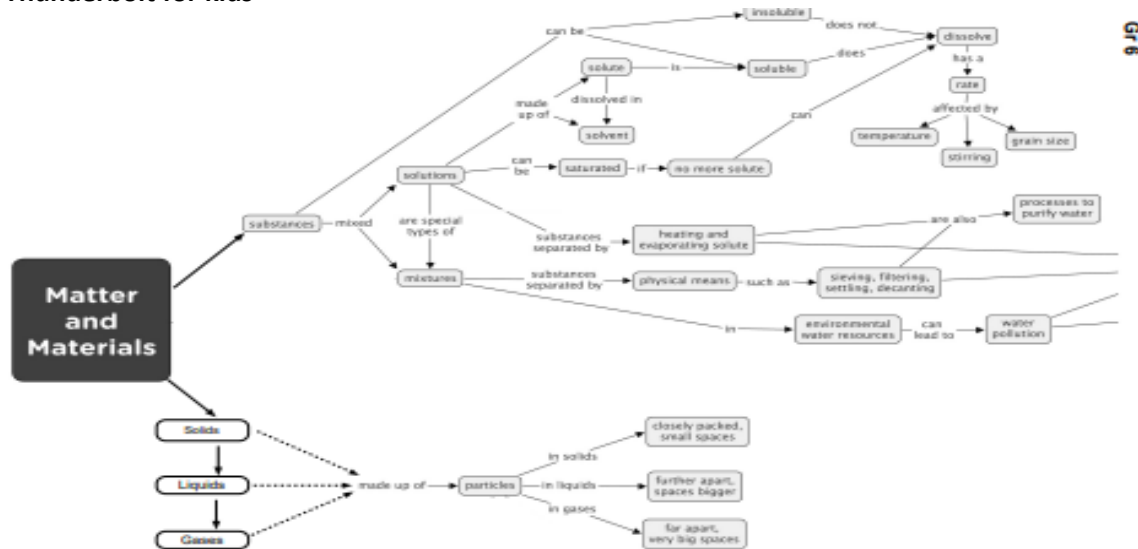 Thunderbolt for kids
Gr 6
insoluble
does not
can be
dissolve
solute
is
soluble
does
has a
made
up of
dissolved in
rate
solvent
can
affected by
temperature
grain size
stirring
solutions
can
be
saturated
if
no more solute
substances
mixed
are special
types of
processes to
purify water
are also
substances
separated by
heating and
evaporating solute
mixtures
substances
separated by
physical means
such as
sieving, filtering,
settling, decanting
Matter
and
Materials
in
environmental
water resources
can
lead to
water
pollution
Solids
closely packed,
small spaces
in solids
Liquids
made up of
particles
in liquids
further apart,
spaces bigger
in gases
Gases
far apart,
very big spaces